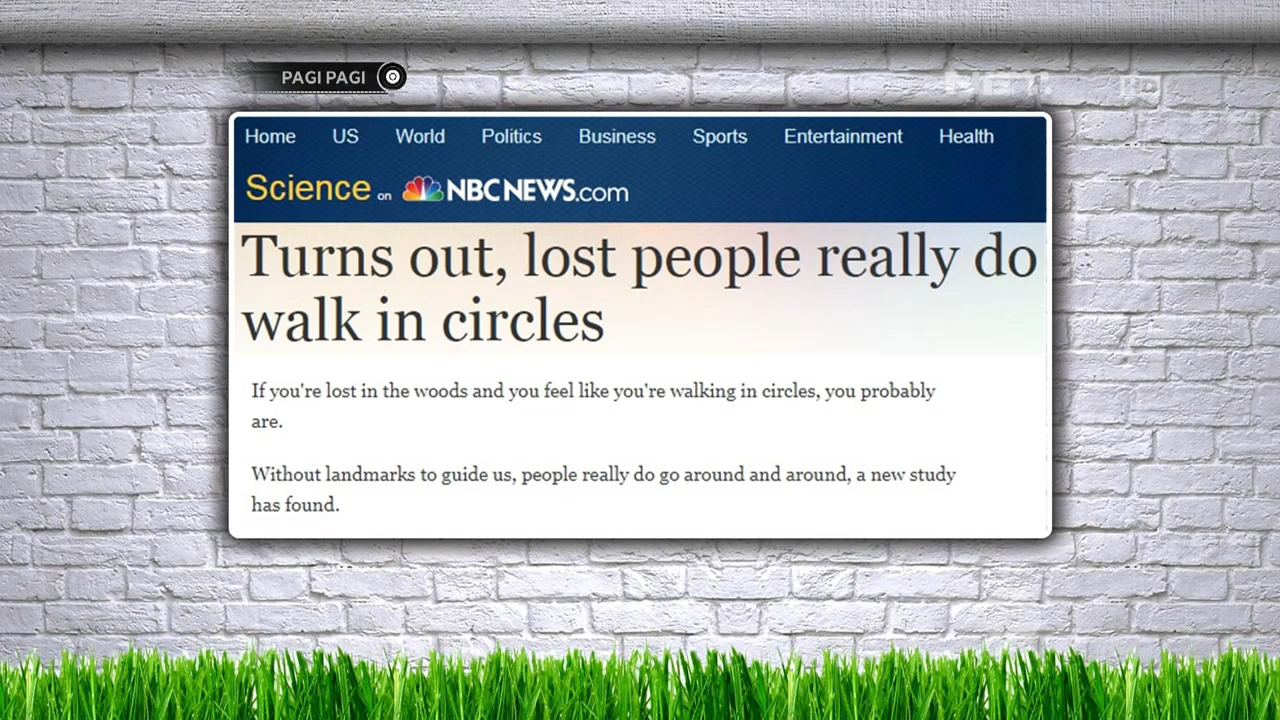 PAGI PAGI
NET. HD
Home US World Politics Business Sports Entertainment Health
Science on NBCNEWS.com
Turns out, lost people really do
walk in circles
If you're lost in the woods and you feel like you're walking in circles, you probably
are.
Without landmarks to guide us, people really do go around and around, a new study
has found.